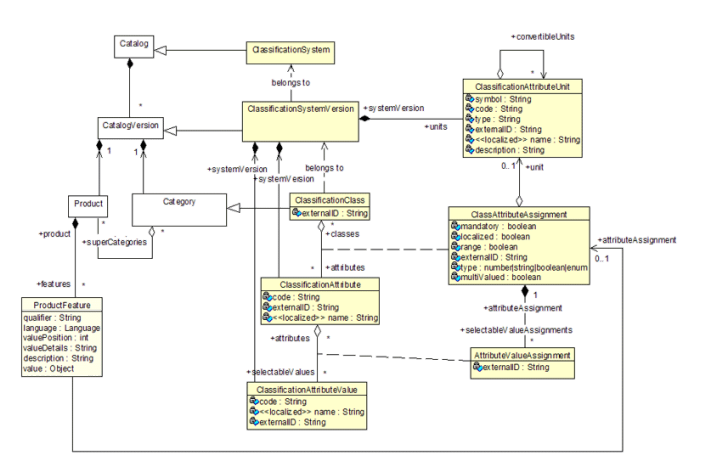 +convertibleUnits
*
Catalog
ClassificationSystem
belongs to
*
ClassificationSystemVersion
+systemVersion
+units
ClassificationAttributeUnit
symbol : String
code : String
type : String
externalID : String
<<localized>> name : String
description : String
CatalogVersion
1
1
+systemVersion
+systemVersion
belongs to
0..1
+unit
Product
Category
ClassificationClass
externalID : String
ClassAttributeAssignment
mandatory : boolean
localized : boolean
range : boolean
externalID : String
type : number|string|boolean|enum
multiValued : boolean
+attributeAssignment
0..1
+product
*
+superCategories
*
*
+classes
+attributes
*
ClassificationAttribute
code : String
externalID : String
<<localized>> name : String
1
+attributeAssignment
+selectableValueAssignments
*
+features
*
ProductFeature
qualifier : String
language : Language
valuePosition : int
valueDetails : String
description : String
value : Object
+attributes
*
AttributeValueAssignment
externalID : String
+selectableValues
*
ClassificationAttributeValue
code : String
<<localized>> name : String
externalID : String